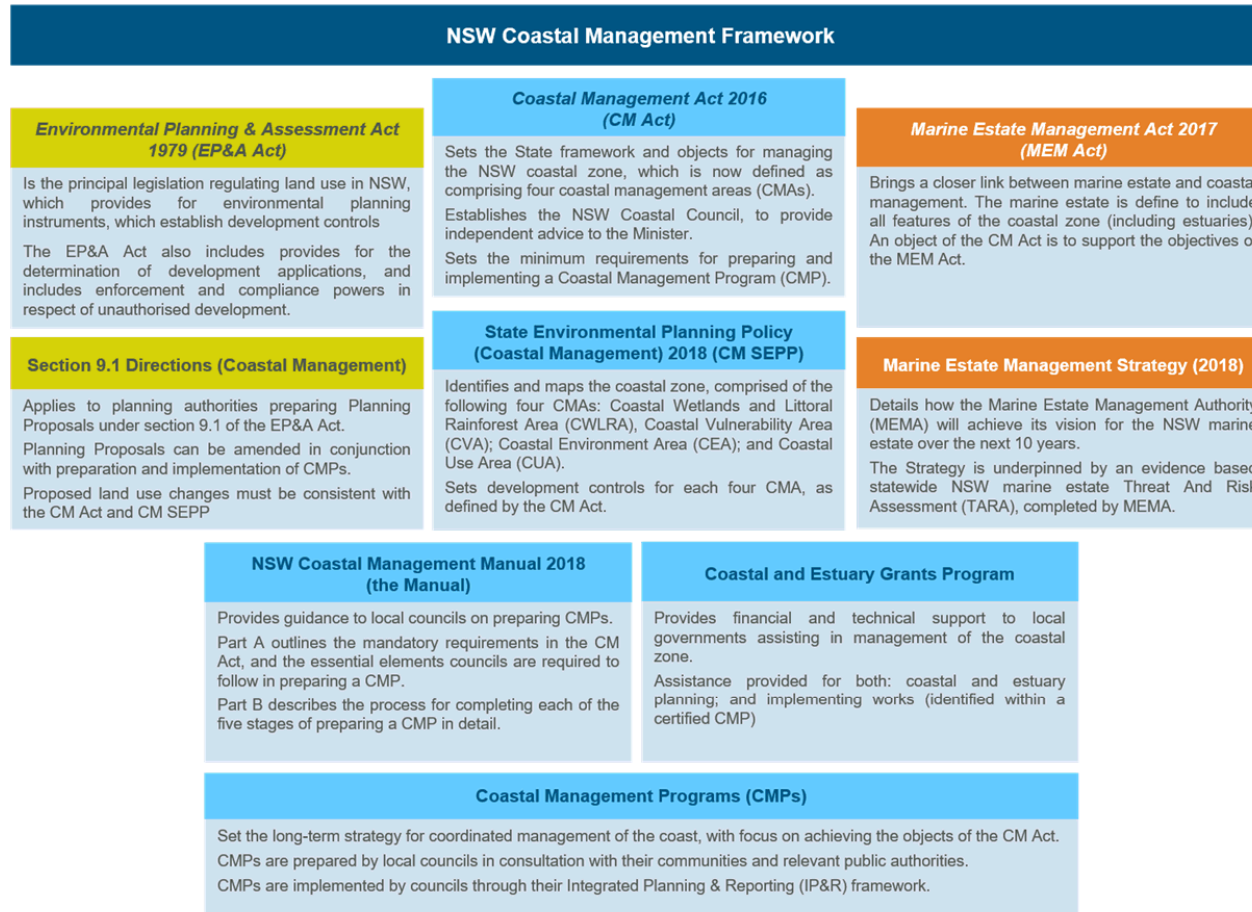 NSW Coastal Management Framework
Environmental Planning & Assessment Act
1979 (EP&A Act)
Is the principal legislation regulating land use in NSW,
which provides for environmental planning
instruments, which establish development controls
The EP&A Act also includes provides for the
determination of development applications, and
includes enforcement and compliance powers in
respect of unauthorised development.
Coastal Management Act 2016
(CM Act)
Sets the State framework and objects for managing
the NSW coastal zone, which is now defined as
comprising four coastal management areas (CMAs).
Establishes the NSW Coastal Council, to provide
independent advice to the Minister.
Sets the minimum requirements for preparing and
implementing a Coastal Management Program (CMP).
Marine Estate Management Act 2017
(MEM Act)
Brings a closer link between marine estate and coasta
management. The marine estate is define to include
all features of the coastal zone (including estuaries)
An object of the CM Act is to support the objectives o
the MEM Act.
Section 9.1 Directions (Coastal Management)
Applies to planning authorities preparing Planning
Proposals under section 9.1 of the EP&A Act.
Planning Proposals can be amended in conjunction
with preparation and implementation of CMPs.
Proposed land use changes must be consistent with
the CM Act and CM SEPP
State Environmental Planning Policy
(Coastal Management) 2018 (CM SEPP)
Identifies and maps the coastal zone, comprised of the
following four CMAs: Coastal Wetlands and Littoral
Rainforest Area (CWLRA), Coastal Vulnerability Area
(CVA); Coastal Environment Area (CEA); and Coastal
Use Area (CUA).
Sets development controls for each four CMA, as
defined by the CM Act.
Marine Estate Management Strategy (2018)
Details how the Marine Estate Management Authority
(MEMA) will achieve its vision for the NSW marine
estate over the next 10 years.
The Strategy is underpinned by an evidence based
statewide NSW marine estate Threat And Risk
Assessment (TARA), completed by MEMA.
NSW Coastal Management Manual 2018
(the Manual)
Provides guidance to local councils on preparing CMPs.
Part A outlines the mandatory requirements in the CM
Act, and the essential elements councils are required to
follow in preparing a CMP.
Part B describes the process for completing each of the
five stages of preparing a CMP in detail.
Coastal and Estuary Grants Program
Provides financial and technical support to local
governments assisting in management of the coastal
zone.
Assistance provided for both: coastal and estuary
planning; and implementing works (identified within a
certified CMP)
Coastal Management Programs (CMPs)
Set the long-term strategy for coordinated management of the coast, with focus on achieving the objects of the CM Act.
CMPs are prepared by local councils in consultation with their communities and relevant public authorities.
CMPs are implemented by councils through their Integrated Planning & Reporting (IP&R) framework.